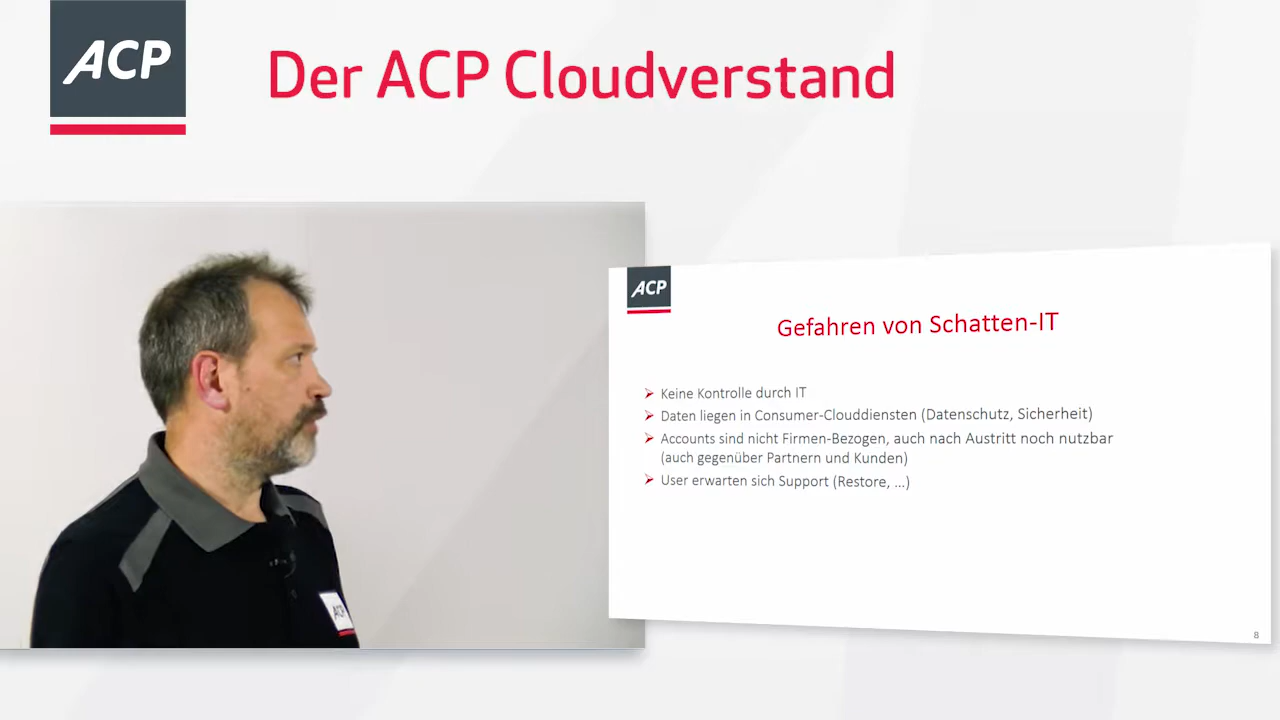 ACP
Der ACP Cloudverstand
ACP
Gefahren von Schatten-IT
Keine Kontrolle durch IT
Daten liegen in Consumer-Clouddiensten (Datenschutz, Sicherheit)
Accounts sind nicht Firmen-Bezogen, auch nach Austritt noch nutzbar
(auch gegenüber Partnern und Kunden)
User erwarten sich Support (Restore, ...)
ACP
8